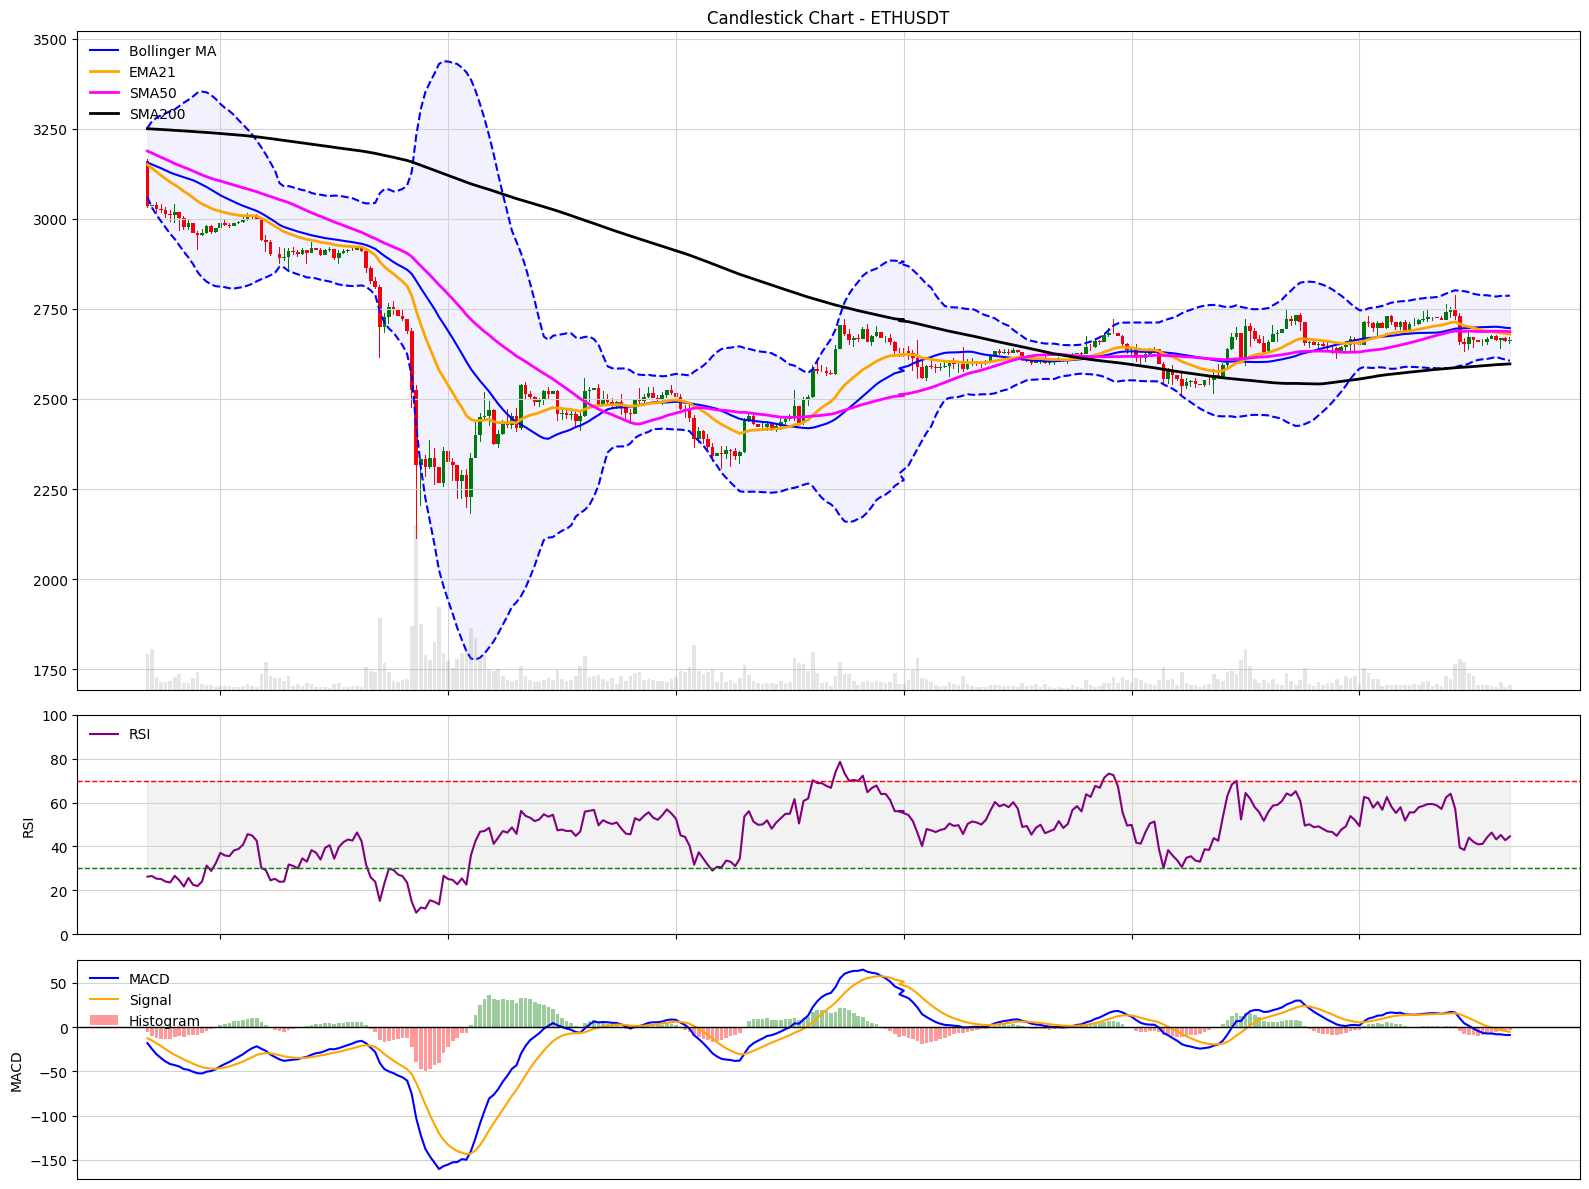 Candlestick Chart - ETHUSDT
3500
3250
3000
2750
2500
2250
2000
1750
Bollinger MA
EMA21
SMA50
SMA200
100
80
60
40
20
0
RSI
RSI
50
0
−50
−100
−150
MACD
MACD
Signal
Histogram